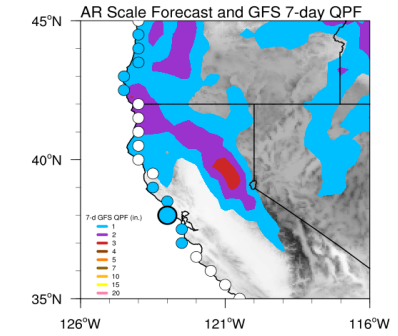 AR Scale Forecast and GFS 7-day QPF
45°N
40°N
35°N
7-d GFS QPF (in.)
1
2
3
4
5
7
10
15
20
126°W
121°W
116°W